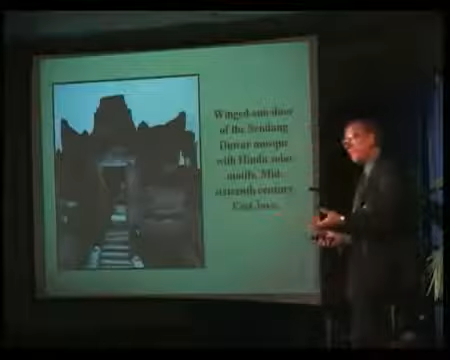 Winged-sun door
of the Sendang
Duwur mosque
with Hindu solar
motifs. Mid-
sixteenth century,
East Java.